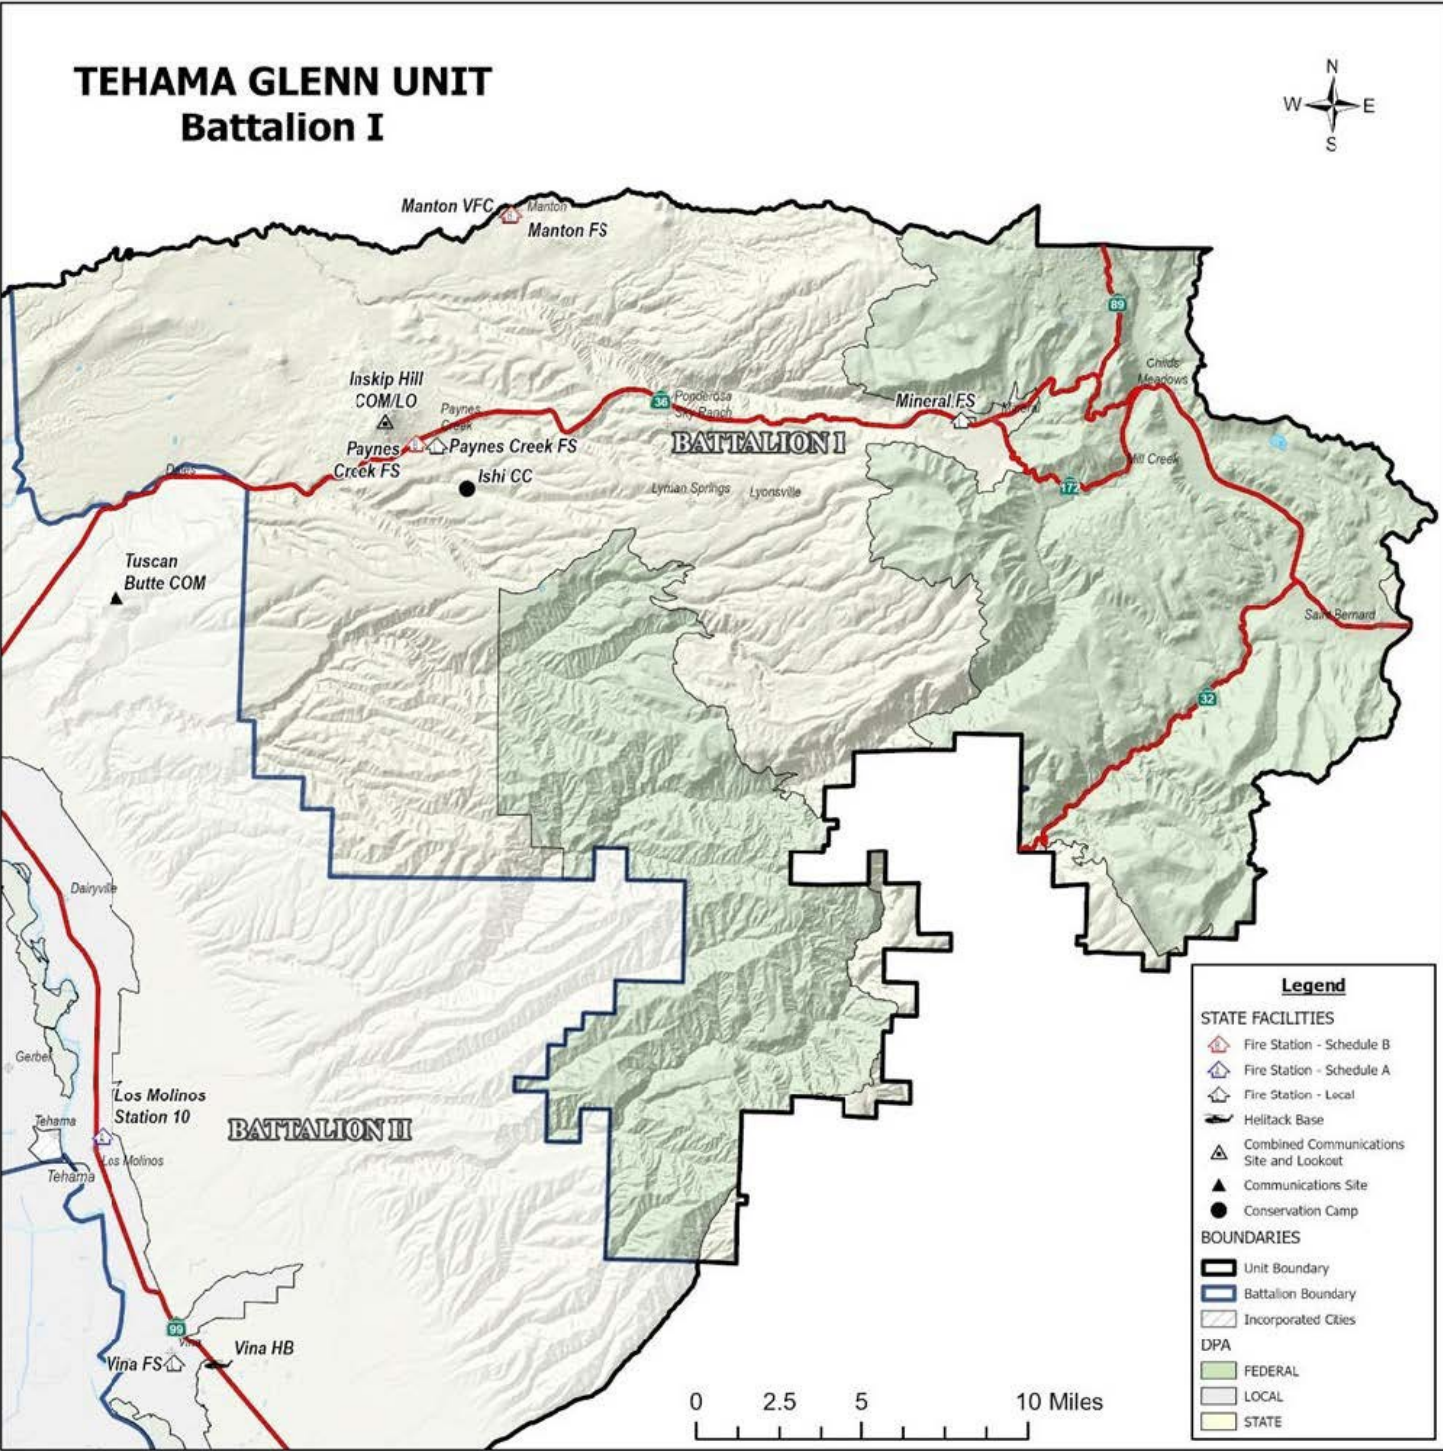 TEHAMA GLENN UNIT
Battalion I
N
W E
S
Manton VFC
Manton
Manton FS
89
Childs
Meadows
Inskip Hill
COM/LO
Paynes
Creek
36
Ponderosa
Sky Ranch
Mineral FS
Mineral
BATTALION I
Paynes
Creek FS
Paynes Creek FS
Dales
Ishi CC
Lyman Springs
Lyonsville
Mill Creek
172
Tuscan
Butte COM
Saint Bernard
32
Dairyville
Gerber
Los Molinos
Station 10
Tehama
BATTALION II
Los Molinos
Tehama
99
Vina
Vina HB
Vina FS
0 2.5 5 10 Miles
Legend
STATE FACILITIES
Fire Station - Schedule B
Fire Station - Schedule A
Fire Station - Local
Helitack Base
Combined Communications
Site and Lookout
Communications Site
Conservation Camp
BOUNDARIES
Unit Boundary
Battalion Boundary
Incorporated Cities
DPA
FEDERAL
LOCAL
STATE